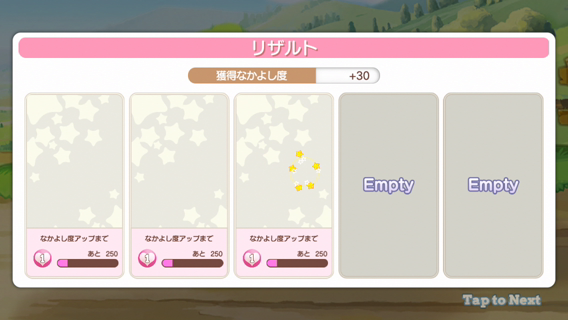 リザルト
獲得なかよし度 +30
Empty
Empty
なかよし度アップまで
1
あと 250
なかよし度アップまで
1
あと 250
なかよし度アップまで
1
あと 250
Tap to Next